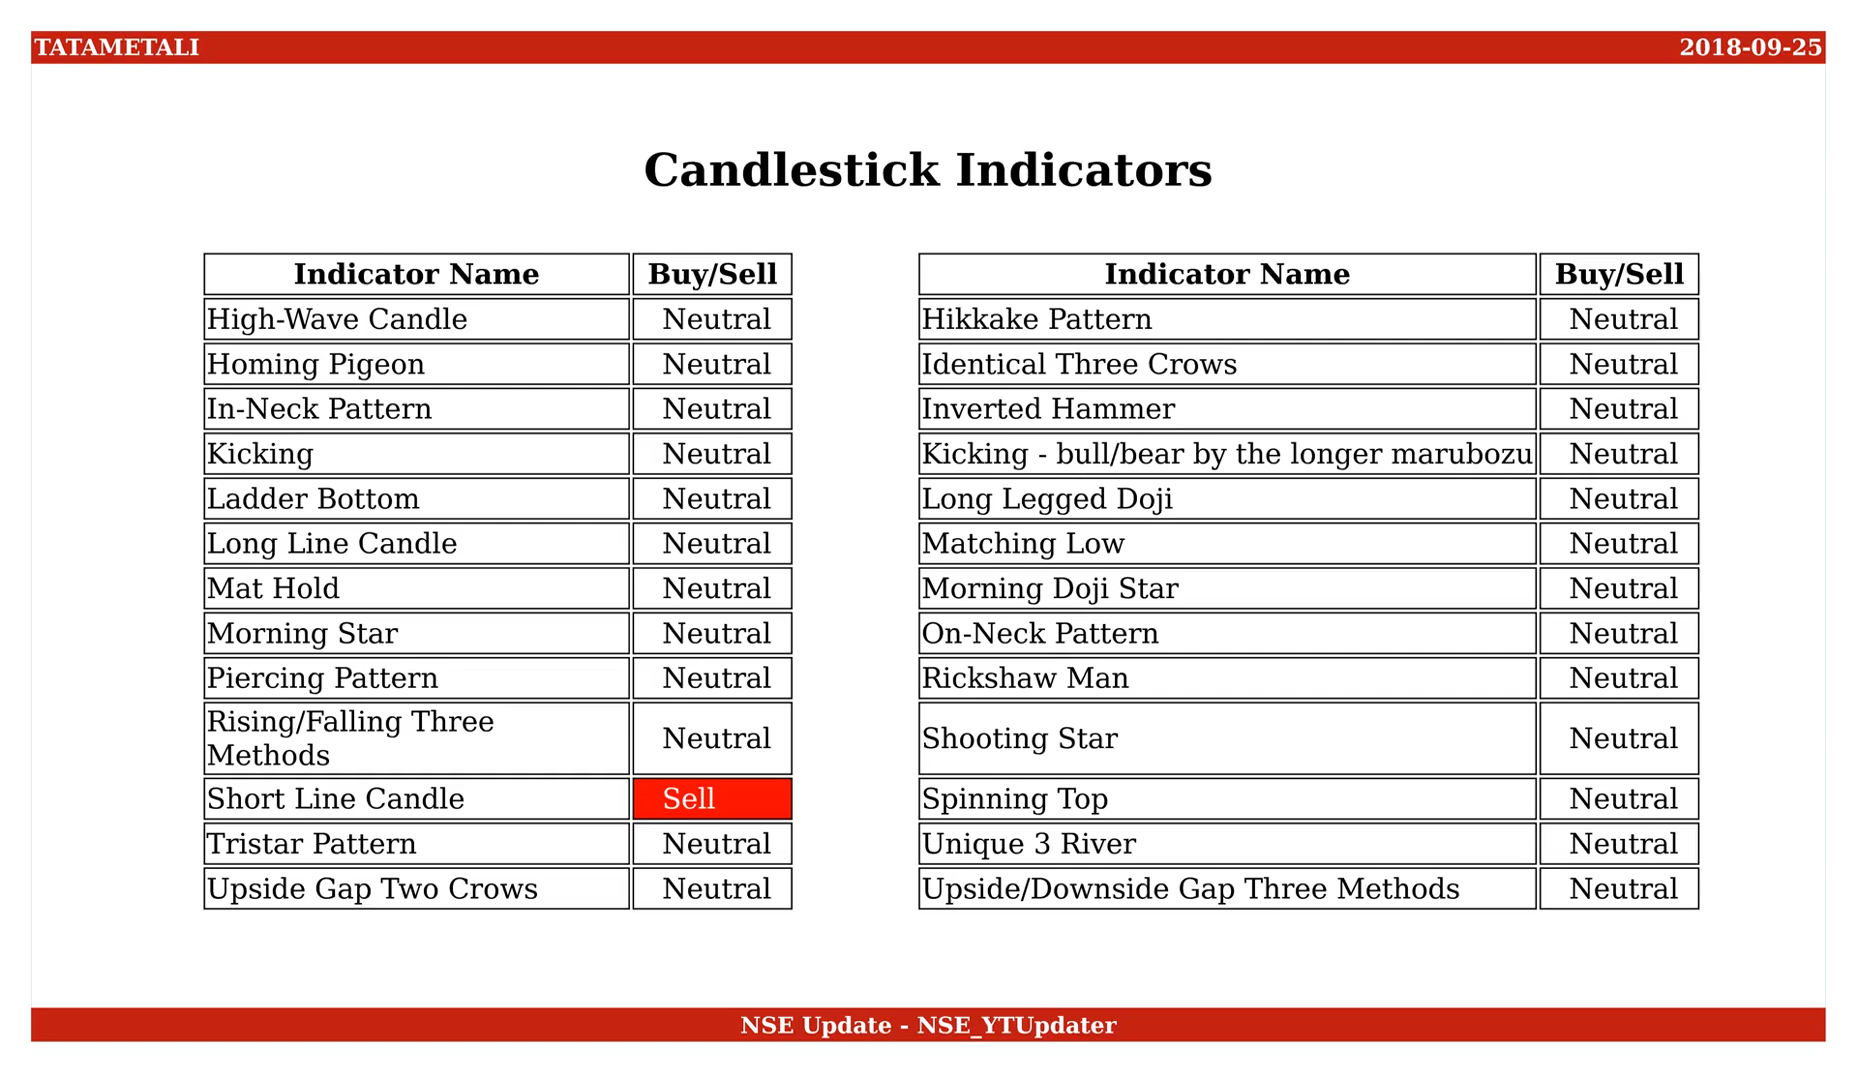 TATAMETALI
2018-09-25
Candlestick Indicators
Indicator Name Buy/Sell
High-Wave Candle Neutral
Homing Pigeon Neutral
In-Neck Pattern Neutral
Kicking Neutral
Ladder Bottom Neutral
Long Line Candle Neutral
Mat Hold Neutral
Morning Star Neutral
Piercing Pattern Neutral
Rising/Falling Three
Methods Neutral
Short Line Candle Sell
Tristar Pattern Neutral
Upside Gap Two Crows Neutral
Indicator Name Buy/Sell
Hikkake Pattern Neutral
Identical Three Crows Neutral
Inverted Hammer Neutral
Kicking - bull/bear by the longer marubozu Neutral
Long Legged Doji Neutral
Matching Low Neutral
Morning Doji Star Neutral
On-Neck Pattern Neutral
Rickshaw Man Neutral
Shooting Star Neutral
Spinning Top Neutral
Unique 3 River Neutral
Upside/Downside Gap Three Methods Neutral
NSE Update - NSE_YTUpdater